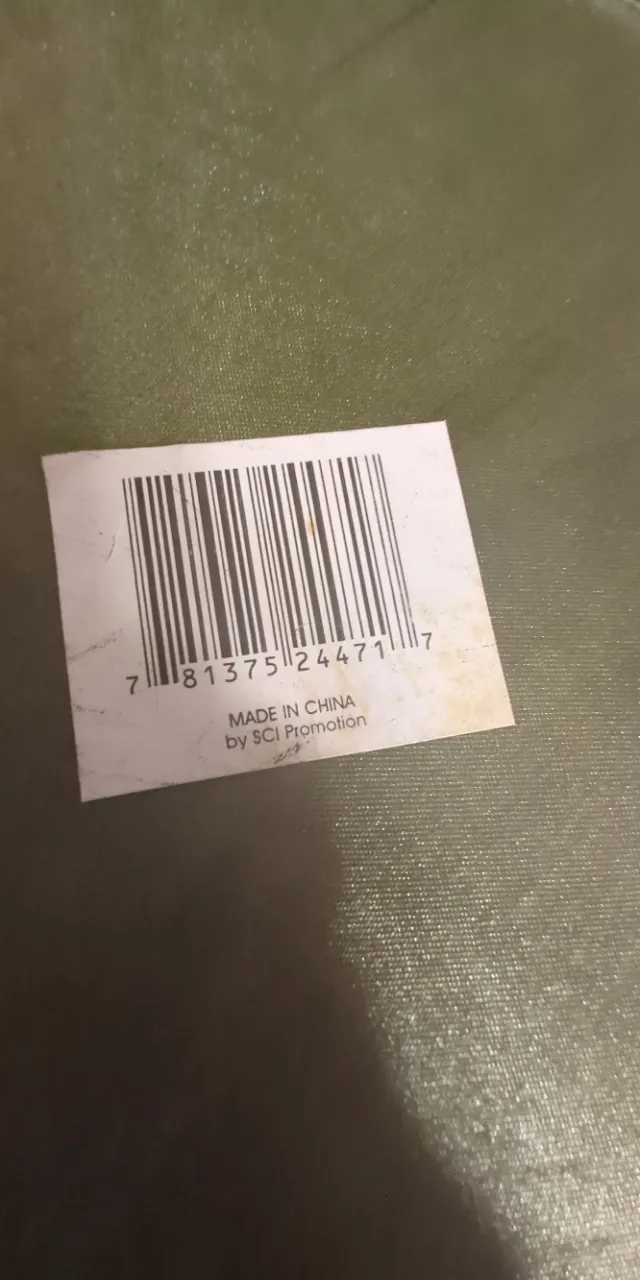 7 81375 24471 7
MADE IN CHINA
by SCI Promotion